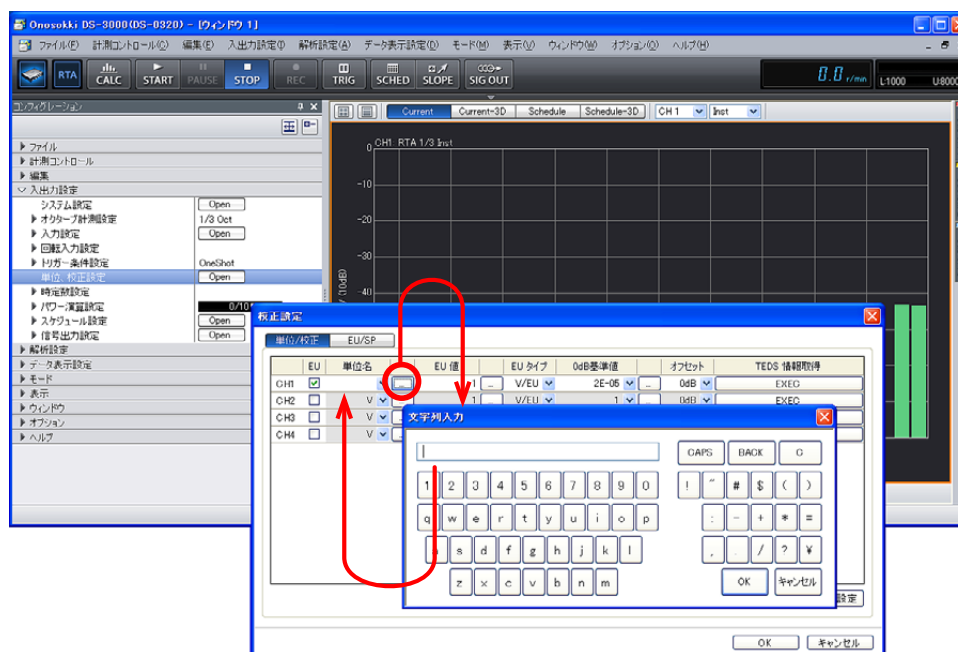 Onosokki DS-3000(DS-0320) - [ウィンドウ 1]
ファイル(F) 計測コントロール(C) 編集(E) 入出力設定(I) 解析設定(A) データ表示設定(D) モード(M) 表示(V) ウィンドウ(W) オプション(O) ヘルプ(H)
RTA CALC START PAUSE STOP REC TRIG SCHED SLOPE SIG OUT 0.0 r/min L1000 U8000
コンフィグレーション
Current Current-3D Schedule Schedule-3D CH 1 Inst
CH1: RTA 1/3 Inst
0
-10
-20
-30
-40
ファイル
計測コントロール
編集
入出力設定
システム設定 Open
オクターブ計測設定 1/3 Oct
入力設定 Open
回転入力設定
トリガー条件設定 OneShot
単位、校正設定 Open
時定数設定
パワー演算設定
スケジュール設定 Open
信号出力設定 Open
解析設定
データ表示設定
モード
表示
ウィンドウ
オプション
ヘルプ
校正設定
単位/校正 EU/SP
EU 単位名 EU 値 EU タイプ 0dB基準値 オフセット TEDS 情報取得
CH1 ... 1 ... V/EU 2E-05 ... 0dB EXEC
CH2 V ... 1 ... V/EU 1 ... 0dB EXEC
CH3 V
CH4 V
文字列入力
CAPS BACK C
1 2 3 4 5 6 7 8 9 0 ! ~ # $ ( )
q w e r t y u i o p : - + * =
a s d f g h j k l , . / ? ¥
z x c v b n m OK キャンセル
設定
OK キャンセル